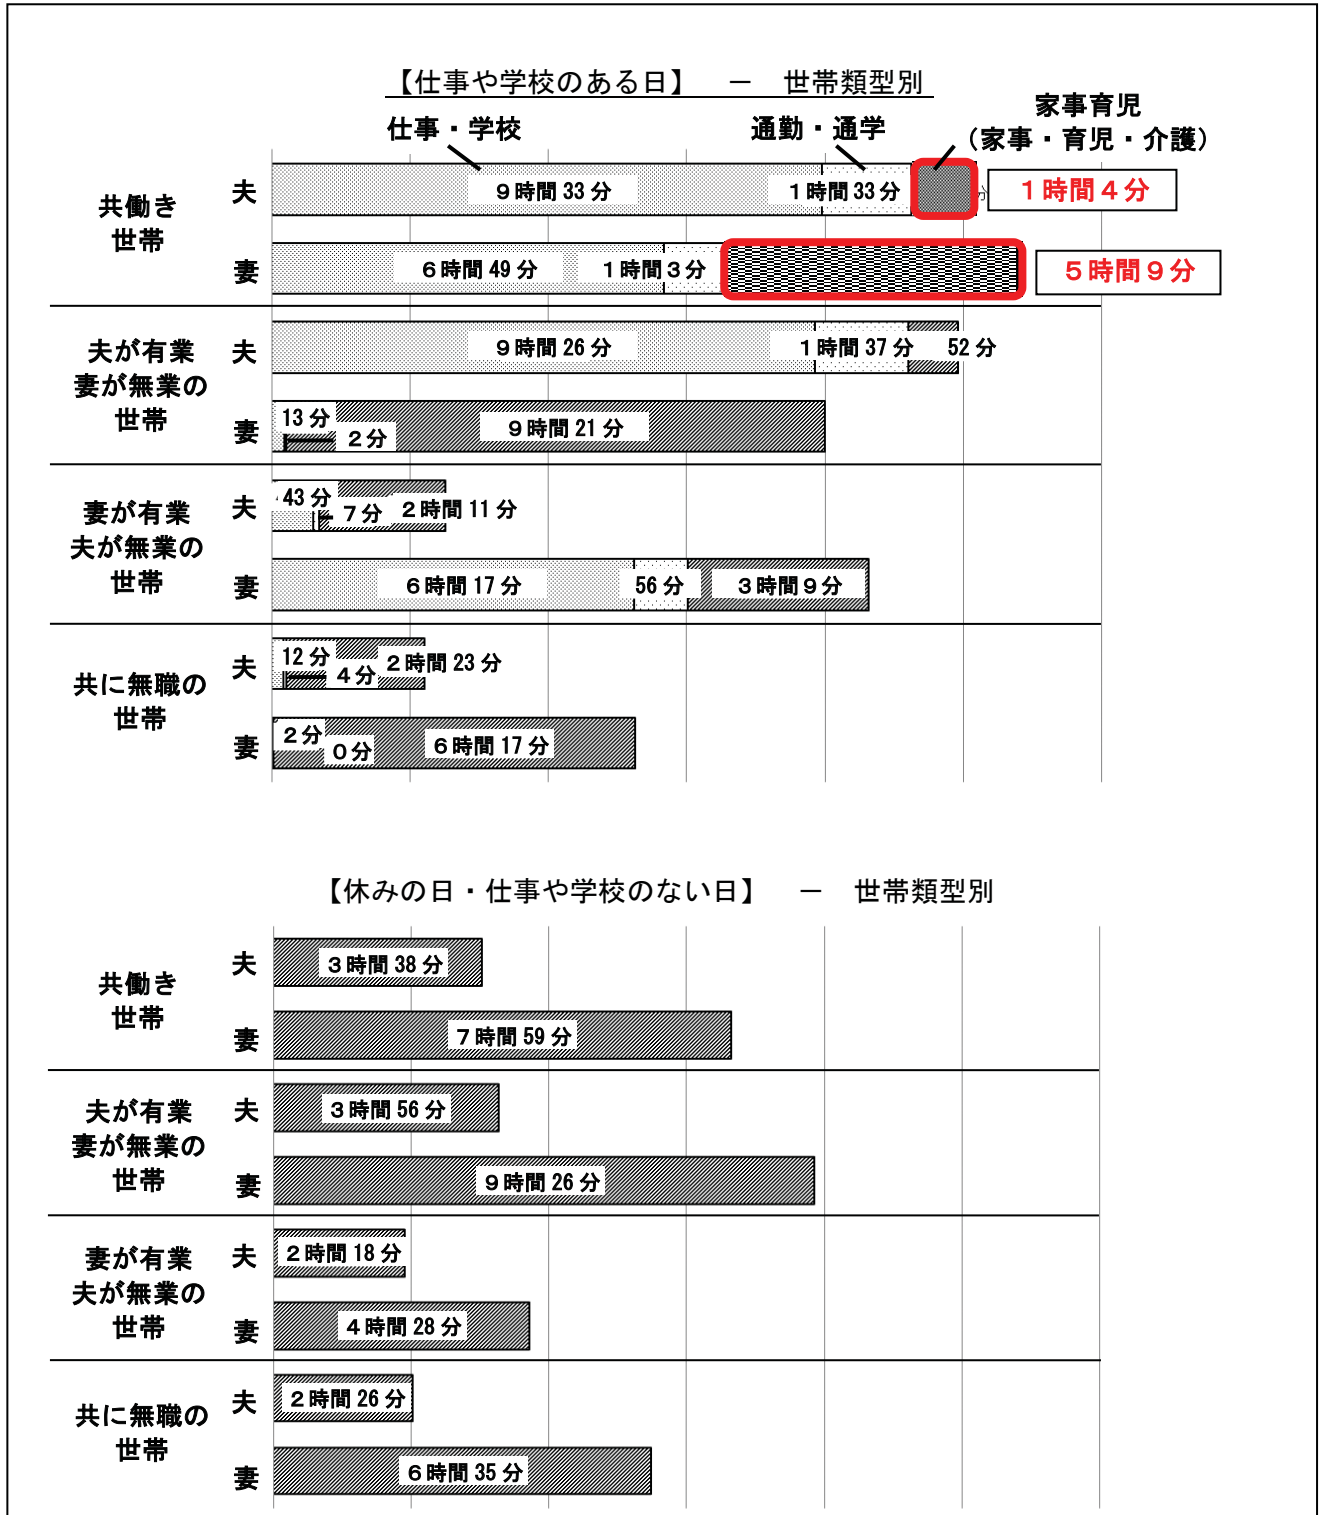 【仕事や学校のある日】　－　世帯類型別
仕事・学校
通勤・通学
家事育児
（家事・育児・介護）
共働き
世帯
夫
９時間 33 分
１時間 33 分
分
１時間４分
妻
６時間 49 分
１時間３分
５時間９分
夫が有業
妻が無業の
世帯
夫
９時間 26 分
１時間 37 分
52 分
妻
13 分
２分
９時間 21 分
妻が有業
夫が無業の
世帯
夫
43 分
７分
２時間 11 分
妻
６時間 17 分
56 分
３時間９分
共に無職の
世帯
夫
12 分
４分
２時間 23 分
妻
２分
０分
６時間 17 分
【休みの日・仕事や学校のない日】　－　世帯類型別
共働き
世帯
夫
３時間 38 分
妻
７時間 59 分
夫が有業
妻が無業の
世帯
夫
３時間 56 分
妻
９時間 26 分
妻が有業
夫が無業の
世帯
夫
２時間 18 分
妻
４時間 28 分
共に無職の
世帯
夫
２時間 26 分
妻
６時間 35 分